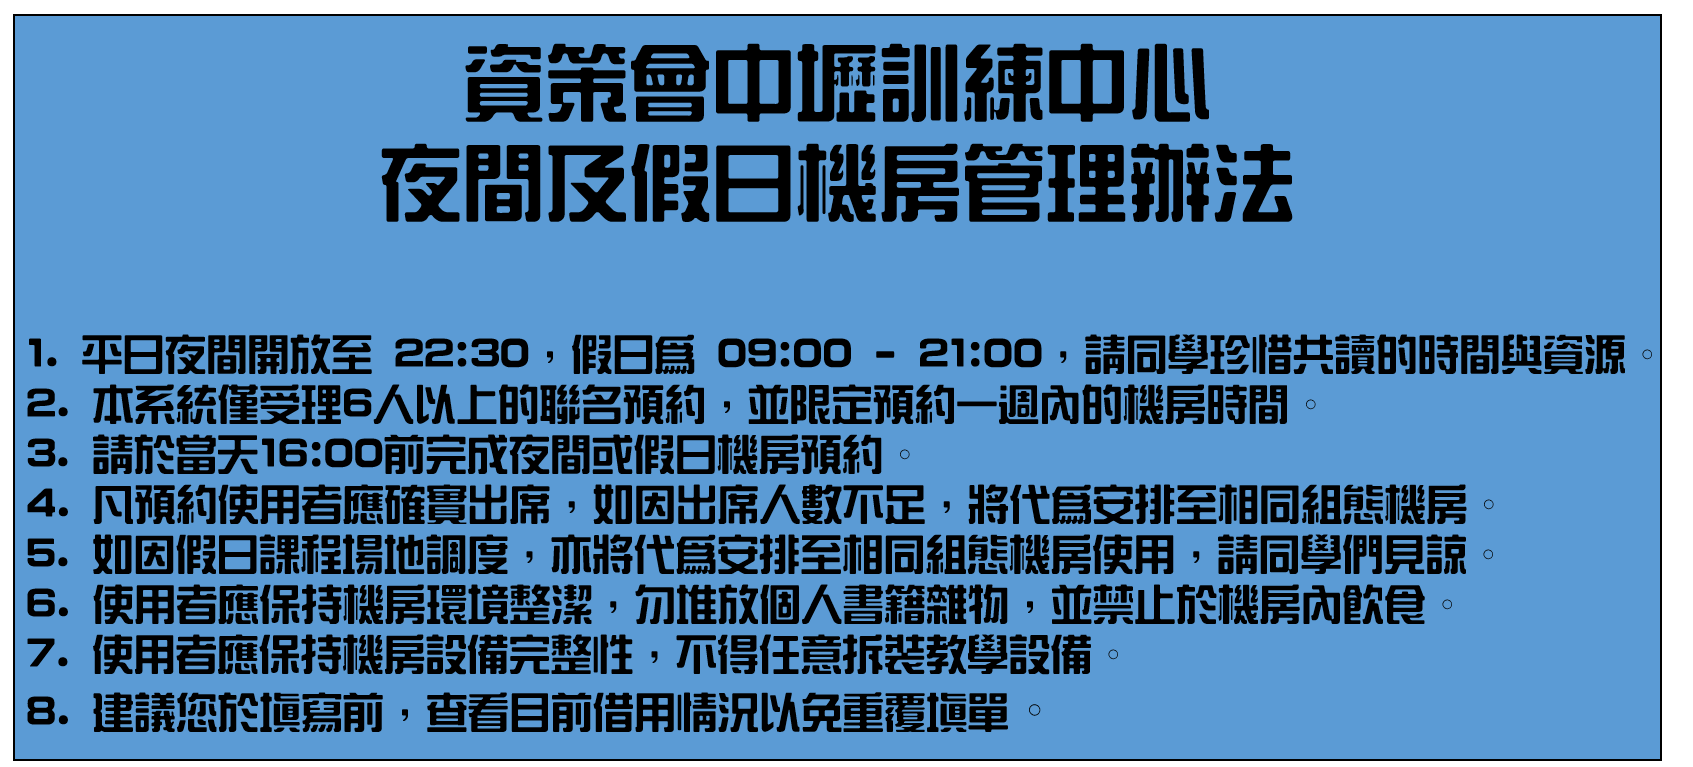 資策會中壢訓練中心
夜間及假日機房管理辦法
1. 平日夜間開放至 22:30，假日為 09:00 - 21:00，請同學珍惜共讀的時間與資源。
2. 本系統僅受理6人以上的聯名預約，並限定預約一週內的機房時間。
3. 請於當天16:00前完成夜間或假日機房預約。
4. 凡預約使用者應確實出席，如因出席人數不足，將代為安排至相同組態機房。
5. 如因假日課程場地調度，亦將代為安排至相同組態機房使用，請同學們見諒。
6. 使用者應保持機房環境整潔，勿堆放個人書籍雜物，並禁止於機房內飲食。
7. 使用者應保持機房設備完整性，不得任意拆裝教學設備。
8. 建議您於填寫前，查看目前借用情況以免重覆填單。